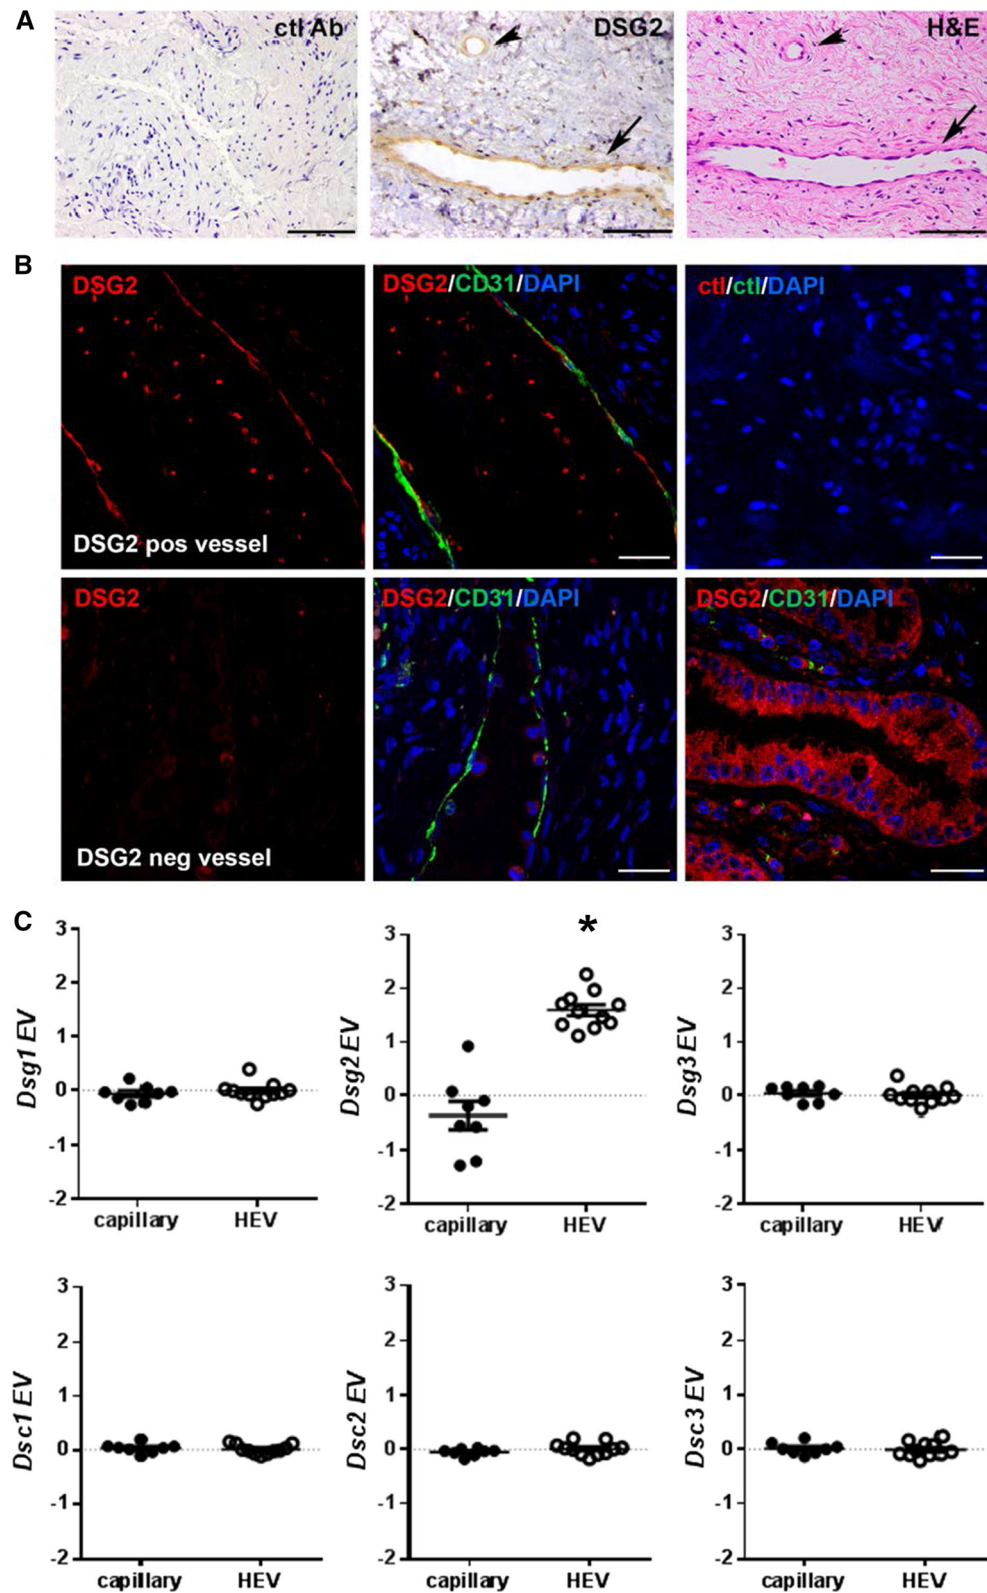 A
ctl Ab
DSG2
H&E
B
DSG2
DSG2/CD31/DAPI
ctl/ctl/DAPI
DSG2 pos vessel
DSG2
DSG2/CD31/DAPI
DSG2/CD31/DAPI
DSG2 neg vessel
C
Dsg1 EV
3
2
1
0
-1
-2
capillary
HEV
*
Dsg2 EV
3
2
1
0
-1
-2
capillary
HEV
Dsg3 EV
3
2
1
0
-1
-2
capillary
HEV
Dsc1 EV
3
2
1
0
-1
-2
capillary
HEV
Dsc2 EV
3
2
1
0
-1
-2
capillary
HEV
Dsc3 EV
3
2
1
0
-1
-2
capillary
HEV